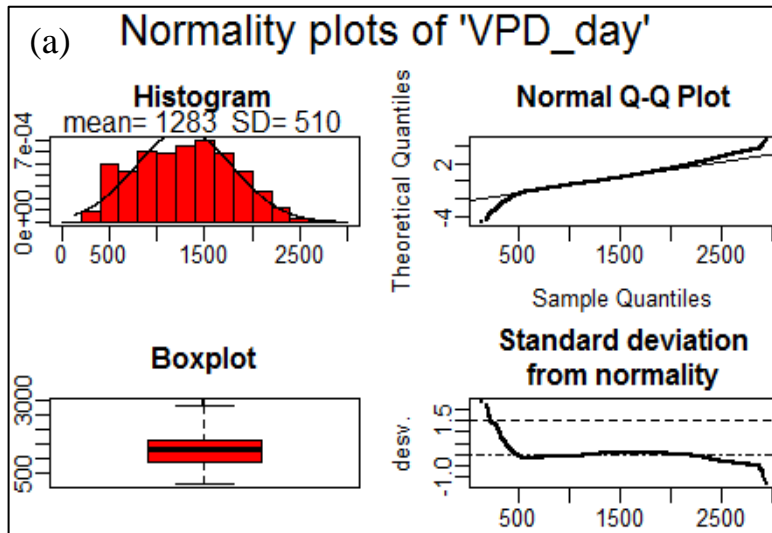 (a) Normality plots of 'VPD_day'
Histogram
mean= 1283 SD= 510
0e+00 7e-04
0 500 1500 2500
Normal Q-Q Plot
Theoretical Quantiles
-4 2
500 1500 2500
Sample Quantiles
Boxplot
500 3000
Standard deviation
from normality
desv.
-1.0 1.5
500 1500 2500